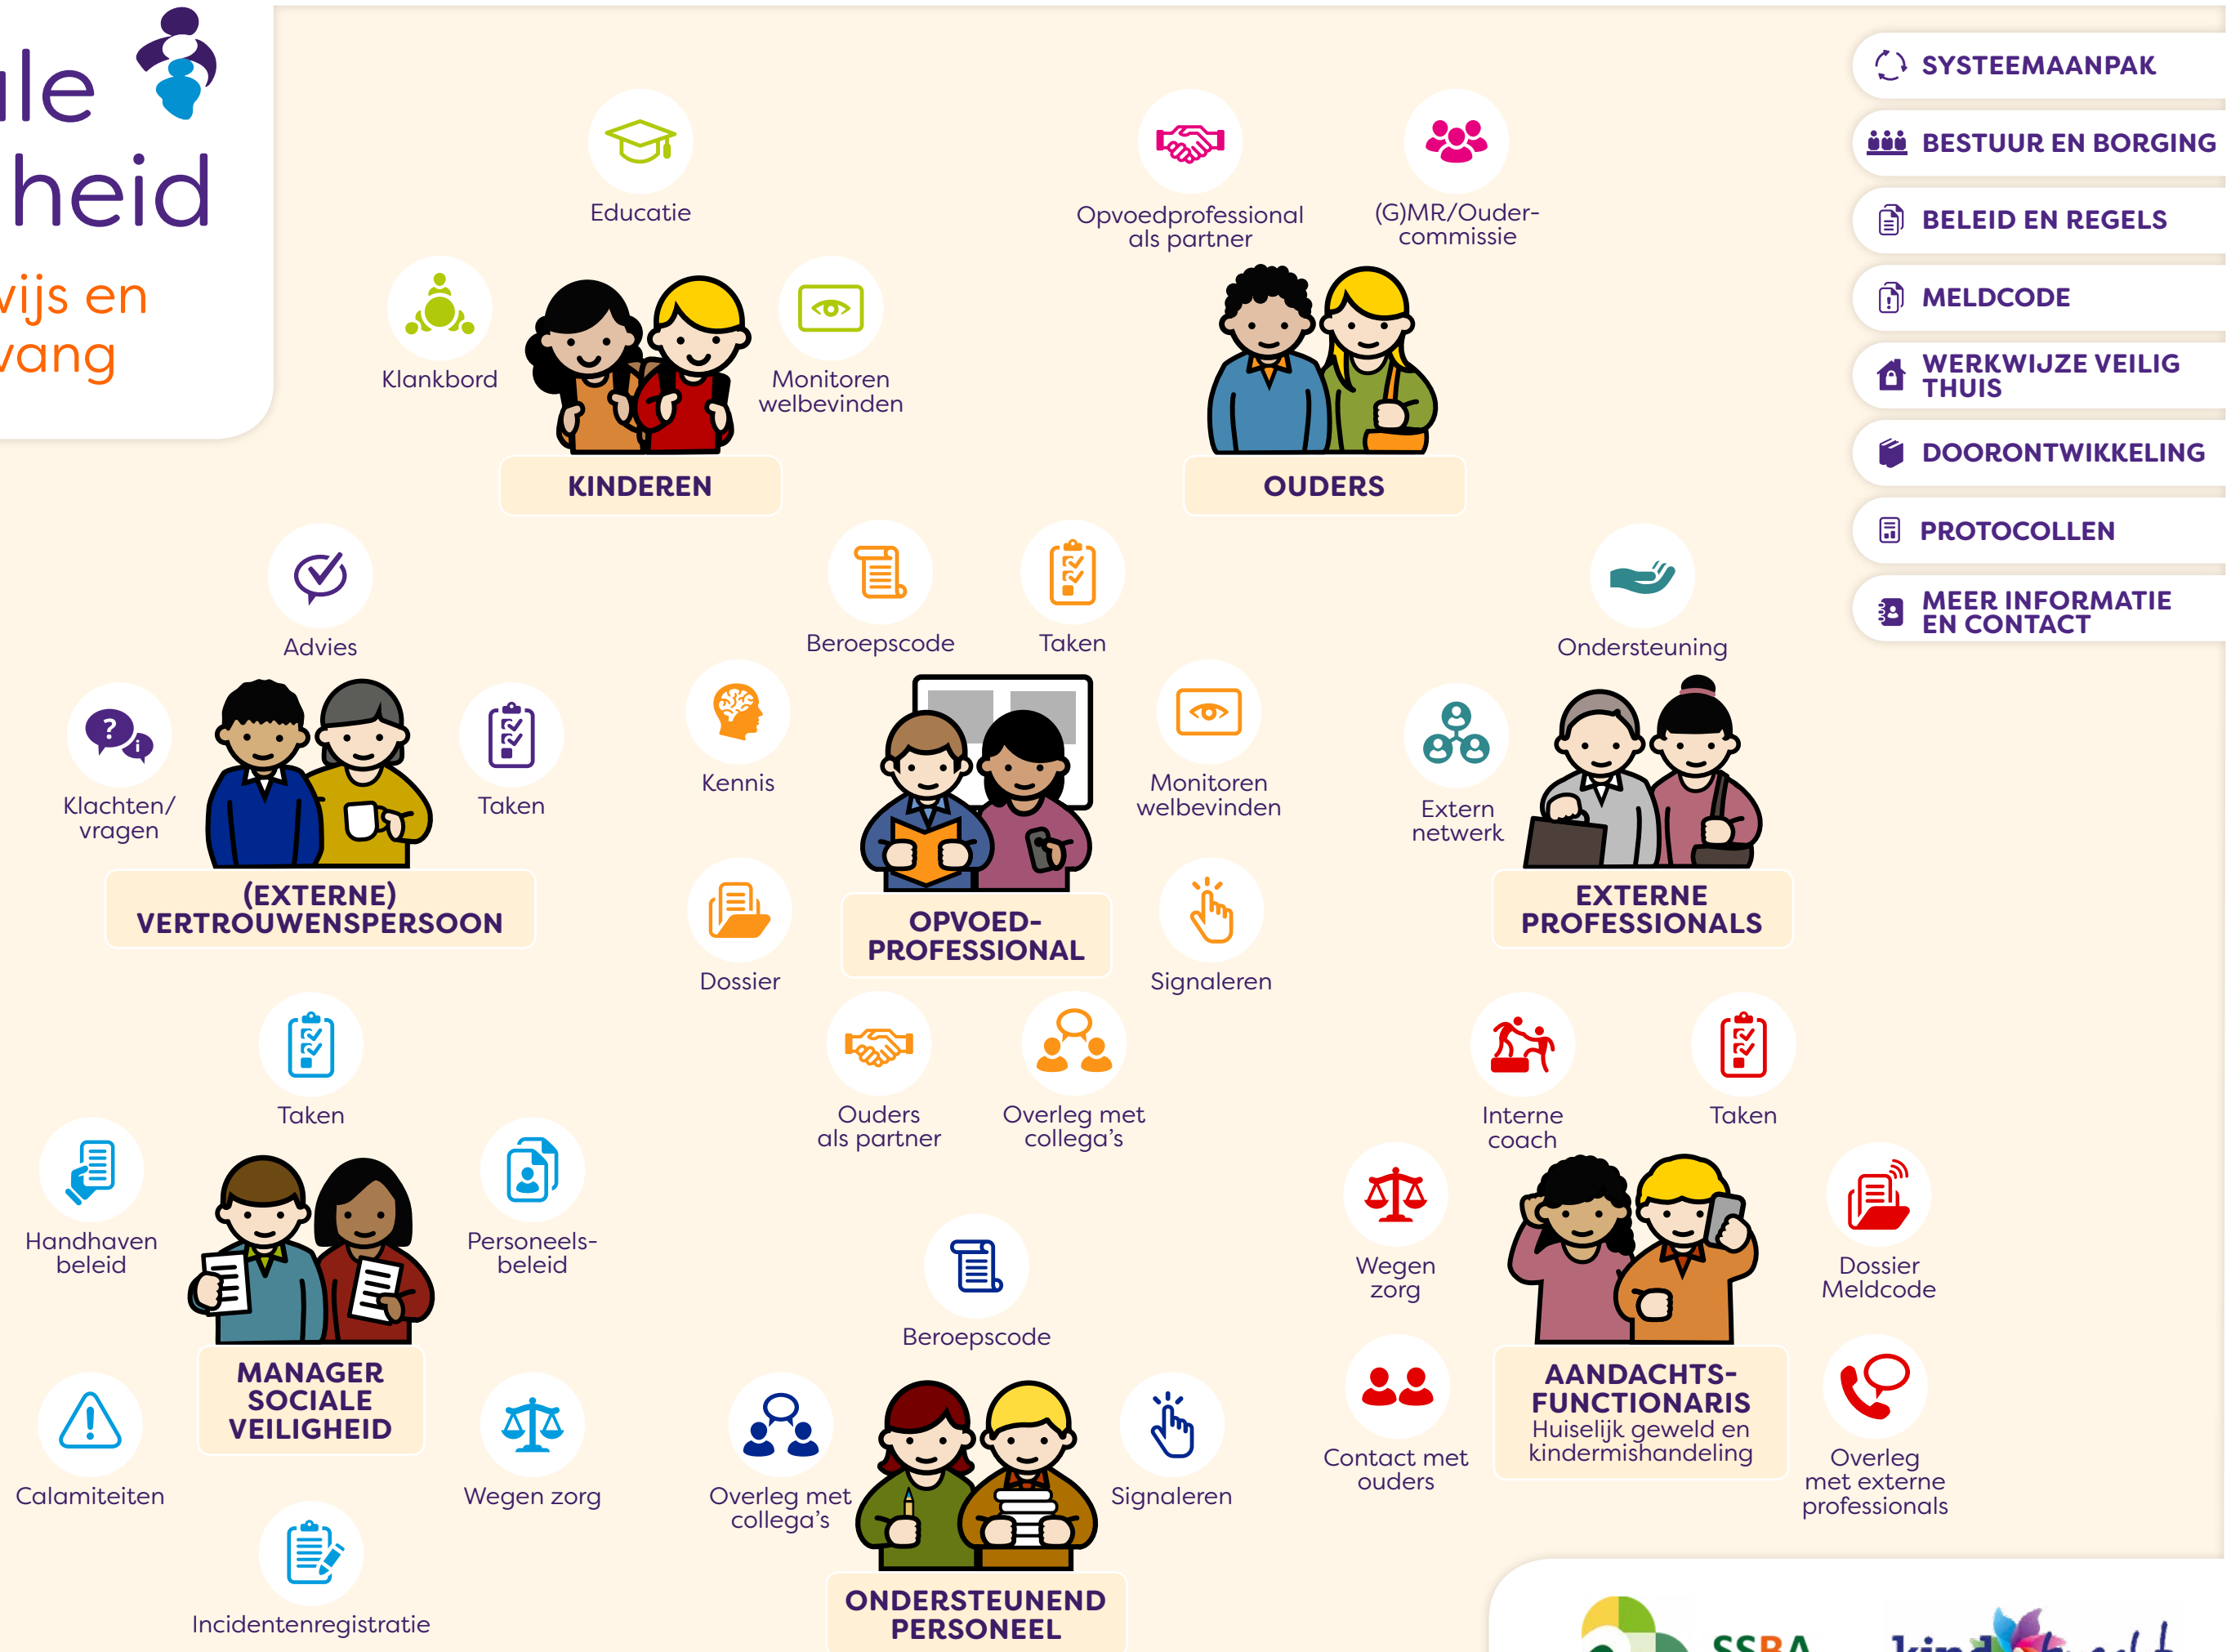 heid
SYSTEEMAANPAK
BESTUUR EN BORGING
BELEID EN REGELS
MELDCODE
WERKWIJZE VEILIG
THUIS
DOORONTWIKKELING
PROTOCOLLEN
MEER INFORMATIE
EN CONTACT
Educatie
Klankbord
Monitoren
welbevinden
KINDEREN
Opvoedprofessional
als partner
(G)MR/Ouder-
commissie
OUDERS
Advies
Klachten/
vragen
Taken
(EXTERNE)
VERTROUWENSPERSOON
Beroepscode
Taken
Kennis
Monitoren
welbevinden
Dossier
Signaleren
OPVOED-
PROFESSIONAL
Ouders
als partner
Overleg met
collega's
Ondersteuning
Extern
netwerk
EXTERNE
PROFESSIONALS
Taken
Handhaven
beleid
Personeels-
beleid
MANAGER
SOCIALE
VEILIGHEID
Calamiteiten
Wegen zorg
Incidentenregistratie
Beroepscode
Overleg met
collega's
Signaleren
ONDERSTEUNEND
PERSONEEL
Interne
coach
Taken
Wegen
zorg
Dossier
Meldcode
AANDACHTS-
FUNCTIONARIS
Huiselijk geweld en
kindermishandeling
Contact met
ouders
Overleg
met externe
professionals
SSBA